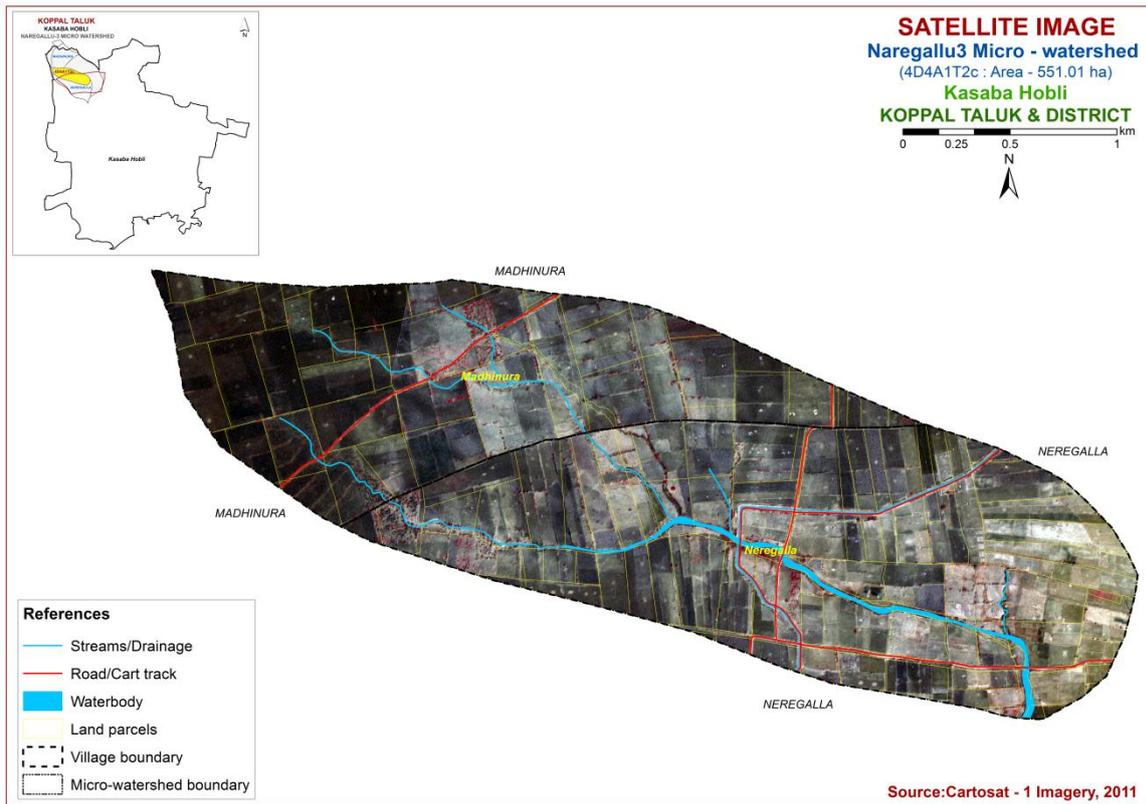 KOPPAL TALUK
KASABA HOBLI
NAREGALLU-3 MICRO WATERSHED
N
Kasaba Hobli
SATELLITE IMAGE
Naregallu3 Micro - watershed
(4D4A1T2c : Area - 551.01 ha)
Kasaba Hobli
KOPPAL TALUK & DISTRICT
km
0 0.25 0.5 1
N
MADHINURA
Madhinura
NEREGALLA
MADHINURA
Neregalla
NEREGALLA
References
Streams/Drainage
Road/Cart track
Waterbody
Land parcels
Village boundary
Micro-watershed boundary
Source:Cartosat - 1 Imagery, 2011